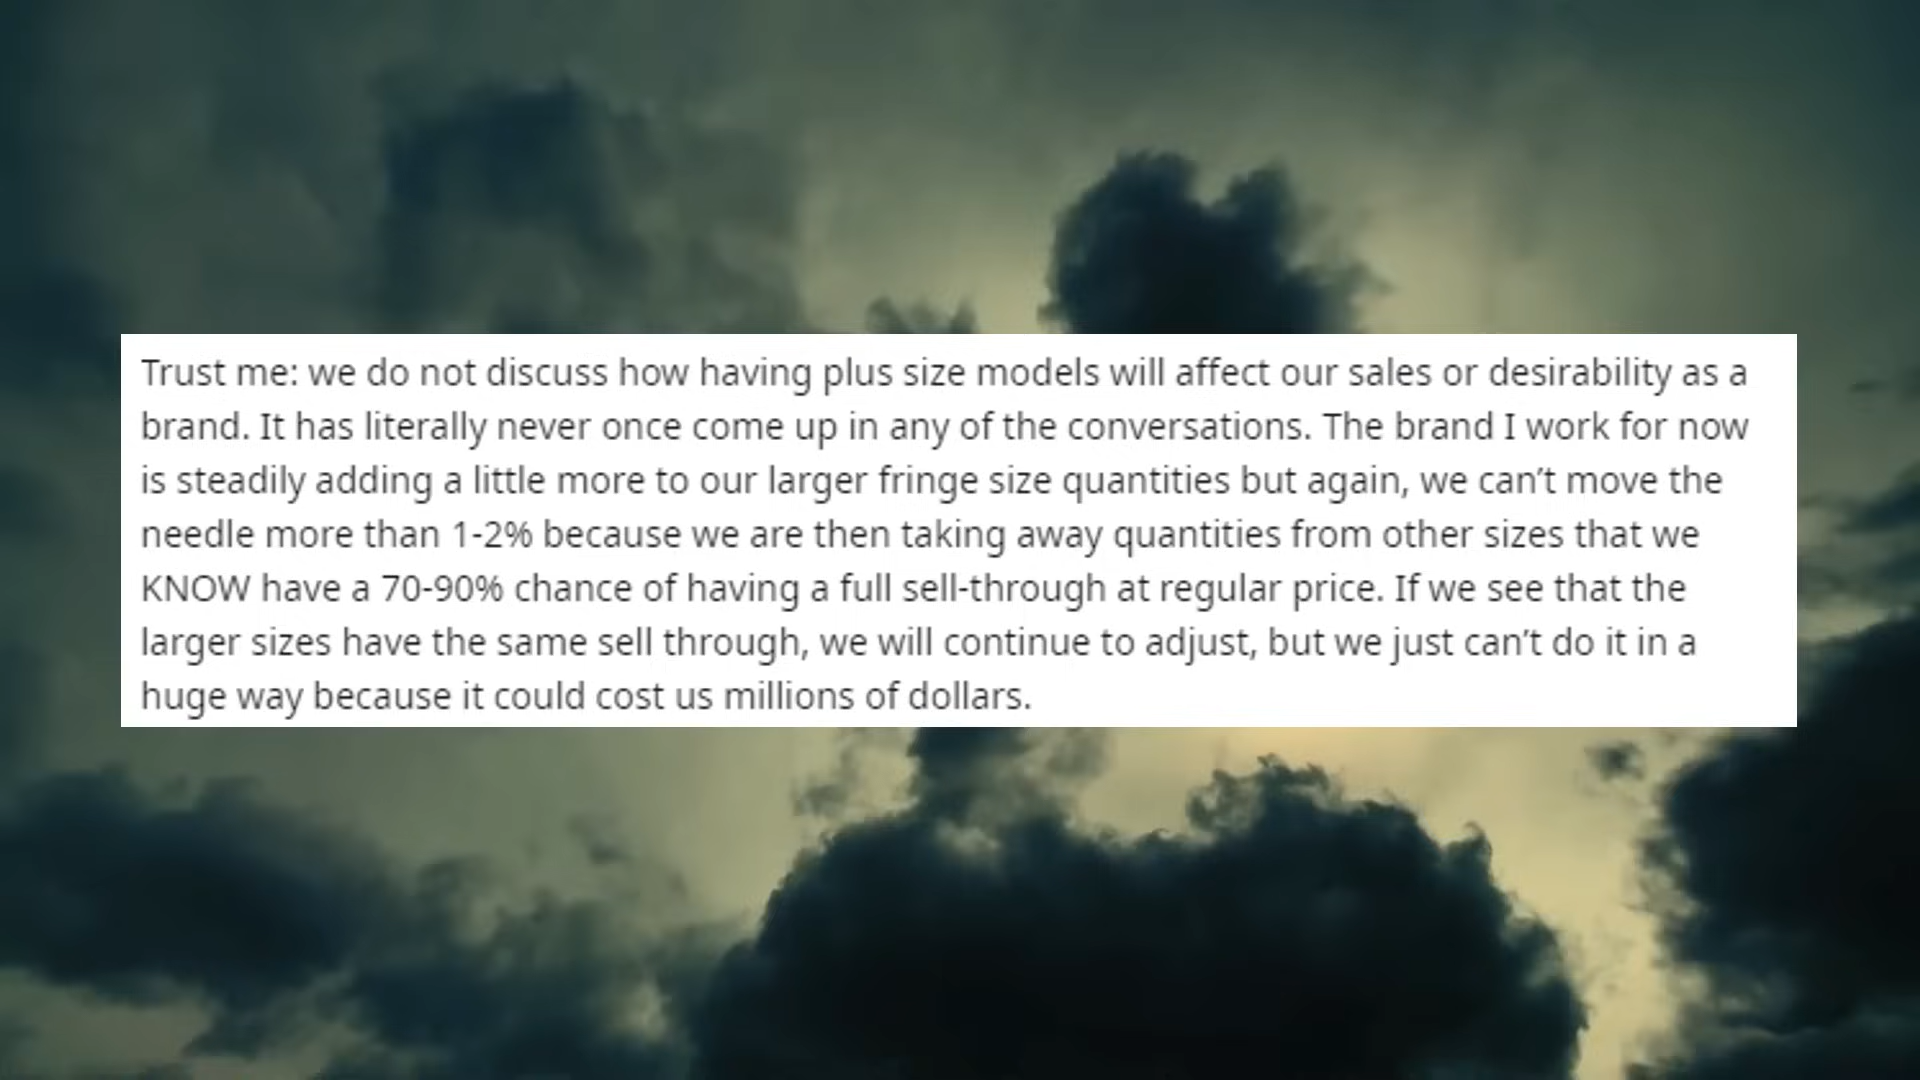 Trust me: we do not discuss how having plus size models will affect our sales or desirability as a
brand. It has literally never once come up in any of the conversations. The brand I work for now
is steadily adding a little more to our larger fringe size quantities but again, we can’t move the
needle more than 1-2% because we are then taking away quantities from other sizes that we
KNOW have a 70-90% chance of having a full sell-through at regular price. If we see that the
larger sizes have the same sell through, we will continue to adjust, but we just can’t do it in a
huge way because it could cost us millions of dollars.